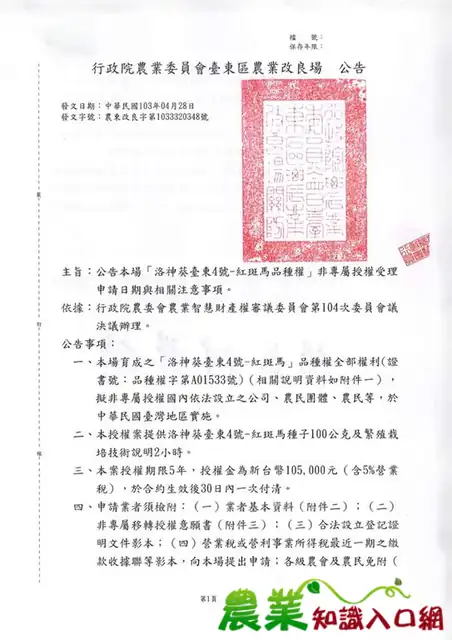 檔　　號：
保存年限：
行政院農業委員會臺東區農業改良場　公告
發文日期：中華民國103年04月28日
發文字號：農東改良字第1033320348號
主旨：公告本場「洛神葵臺東4號-紅斑馬品種權」非專屬授權受理
申請日期與相關注意事項。
依據：行政院農委會農業智慧財產權審議委員會第104次委員會議
決議辦理。
公告事項：
一、本場育成之「洛神葵臺東4號-紅斑馬」品種權全部權利(證
書號：品種權字第A01533號)(相關說明資料如附件一)，
擬非專屬授權國內依法設立之公司、農民團體、農民等，於
中華民國臺灣地區實施。
二、本授權案提供洛神葵臺東4號-紅斑馬種子100公克及繁殖栽
培技術說明2小時。
三、本案授權期限5年，授權金為新台幣105,000元（含5%營業
稅），於合約生效後30日內一次付清。
四、申請業者須檢附：（一）業者基本資料（附件二）；（二）
非專屬移轉授權意願書（附件三）；（三）合法設立登記證
明文件影本；（四）營業稅或營利事業所得稅最近一期之繳
款收據聯等影本，向本場提出申請；各級農會及農民免附（
第1頁
農業知識入口網